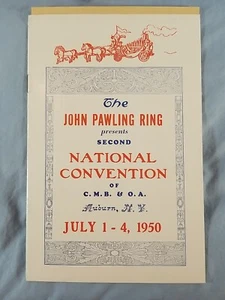 The
JOHN PAWLING RING
presents
SECOND
NATIONAL
CONVENTION
OF
C. M. B. & O. A.
Auburn, N. Y.
JULY 1 - 4, 1950